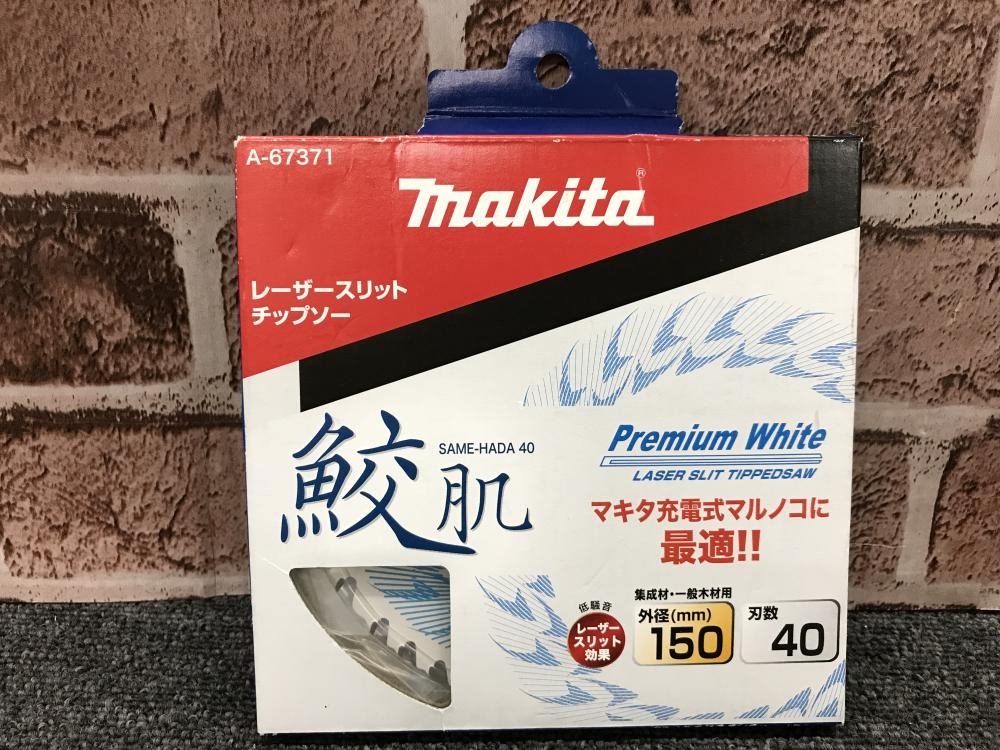 A-67371
makita®
レーザースリット
チップソー
鮫肌
SAME-HADA 40
Premium White
LASER SLIT TIPPEDSAW
マキタ充電式マルノコに
最適!!
低騒音
レーザー
スリット
効果
集成材・一般木材用
外径(mm)
150
刃数
40